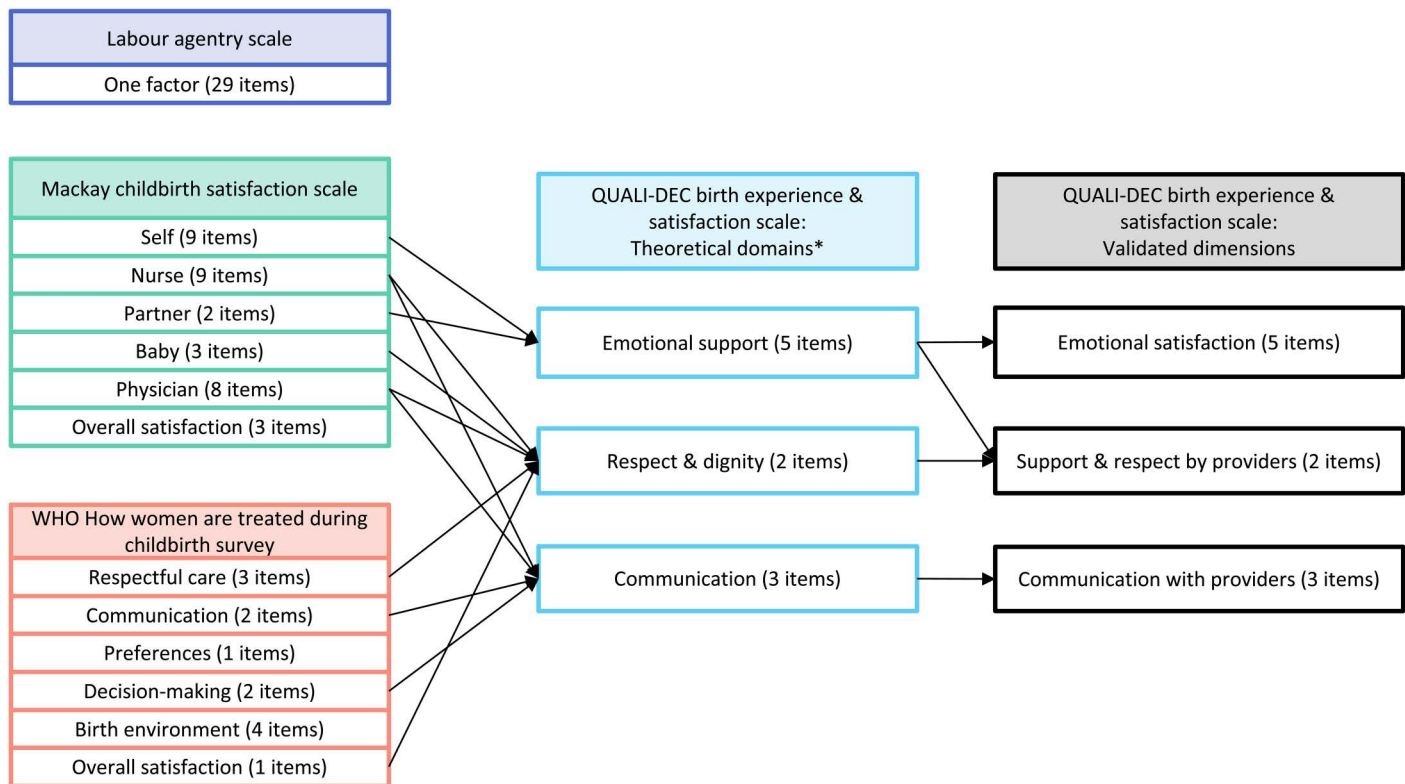 Labour agentry scale
One factor (29 items)
Mackay childbirth satisfaction scale
Self (9 items)
Nurse (9 items)
Partner (2 items)
Baby (3 items)
Physician (8 items)
Overall satisfaction (3 items)
WHO How women are treated during
childbirth survey
Respectful care (3 items)
Communication (2 items)
Preferences (1 items)
Decision-making (2 items)
Birth environment (4 items)
Overall satisfaction (1 items)
QUALI-DEC birth experience &
satisfaction scale:
Theoretical domains*
Emotional support (5 items)
Respect & dignity (2 items)
Communication (3 items)
QUALI-DEC birth experience &
satisfaction scale:
Validated dimensions
Emotional satisfaction (5 items)
Support & respect by providers (2 items)
Communication with providers (3 items)